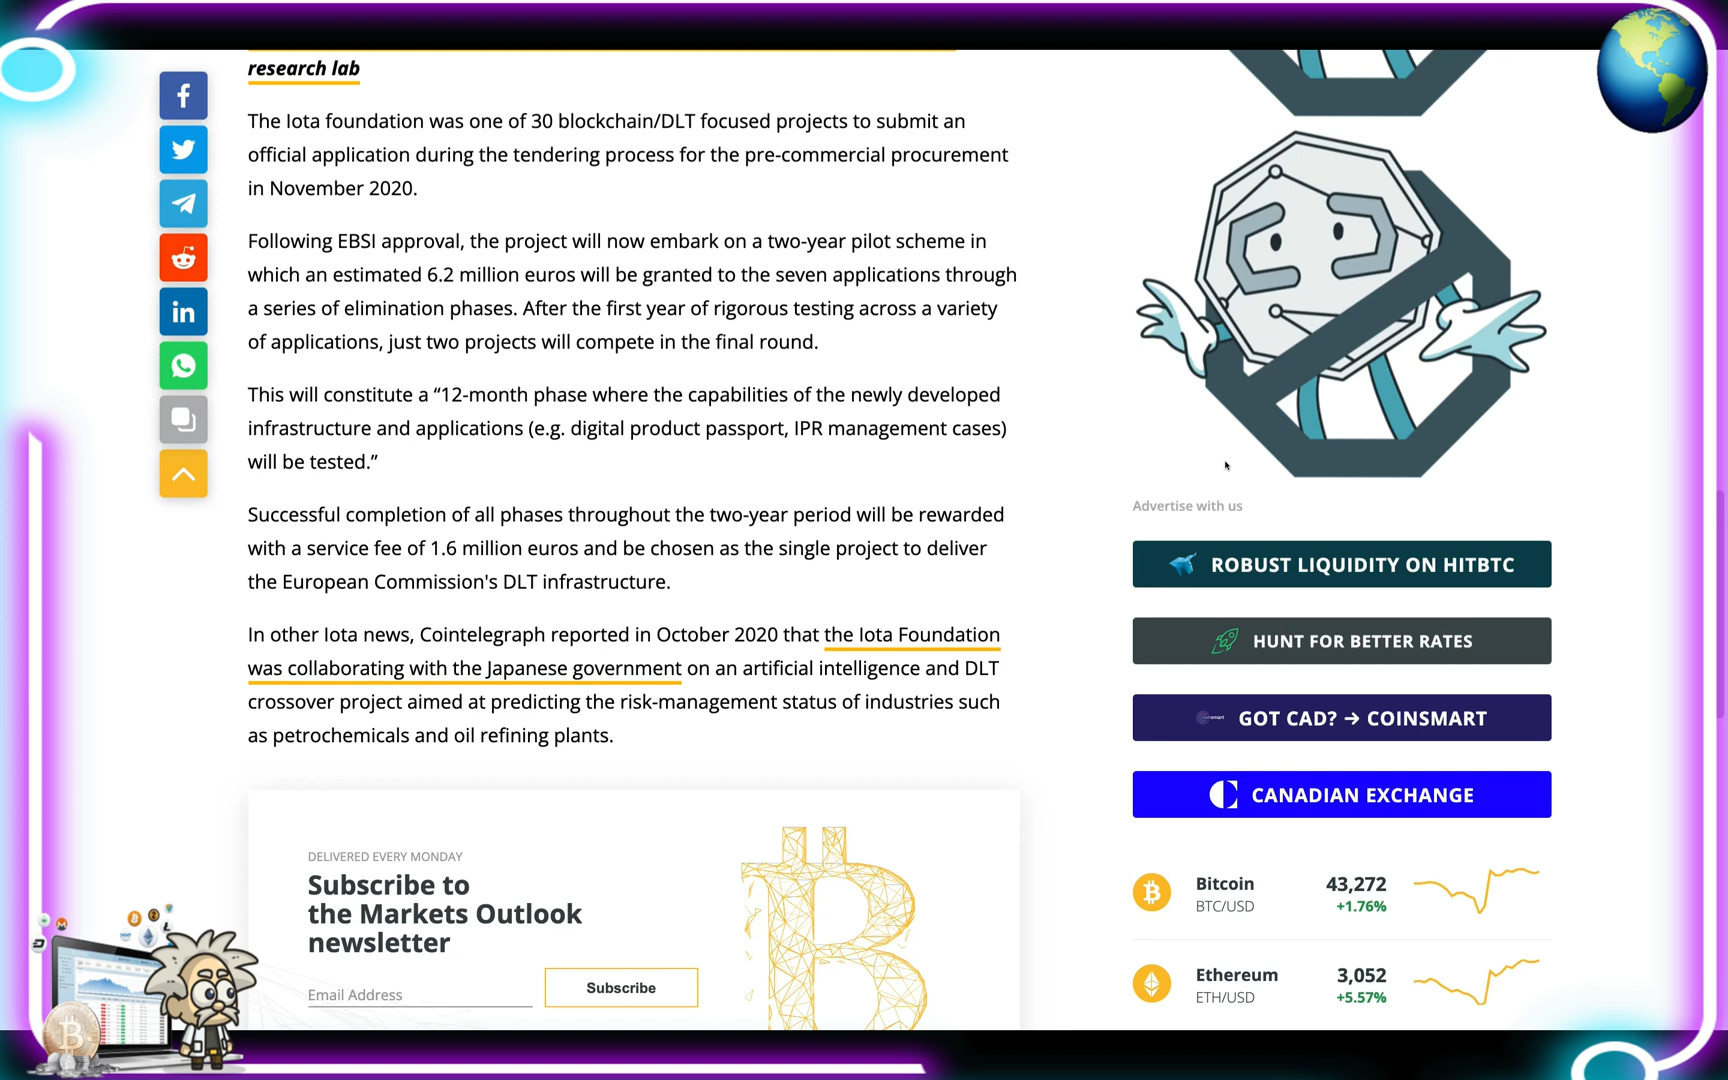 research lab
The Iota foundation was one of 30 blockchain/DLT focused projects to submit an
official application during the tendering process for the pre-commercial procurement
in November 2020.
Following EBSI approval, the project will now embark on a two-year pilot scheme in
which an estimated 6.2 million euros will be granted to the seven applications through
a series of elimination phases. After the first year of rigorous testing across a variety
of applications, just two projects will compete in the final round.
This will constitute a “12-month phase where the capabilities of the newly developed
infrastructure and applications (e.g. digital product passport, IPR management cases)
will be tested.”
Successful completion of all phases throughout the two-year period will be rewarded
with a service fee of 1.6 million euros and be chosen as the single project to deliver
the European Commission's DLT infrastructure.
In other Iota news, Cointelegraph reported in October 2020 that the Iota Foundation
was collaborating with the Japanese government on an artificial intelligence and DLT
crossover project aimed at predicting the risk-management status of industries such
as petrochemicals and oil refining plants.
DELIVERED EVERY MONDAY
Subscribe to
the Markets Outlook
newsletter
Email Address
Subscribe
Advertise with us
ROBUST LIQUIDITY ON HITBTC
HUNT FOR BETTER RATES
GOT CAD? → COINSMART
CANADIAN EXCHANGE
Bitcoin 43,272
BTC/USD +1.76%
Ethereum 3,052
ETH/USD +5.57%